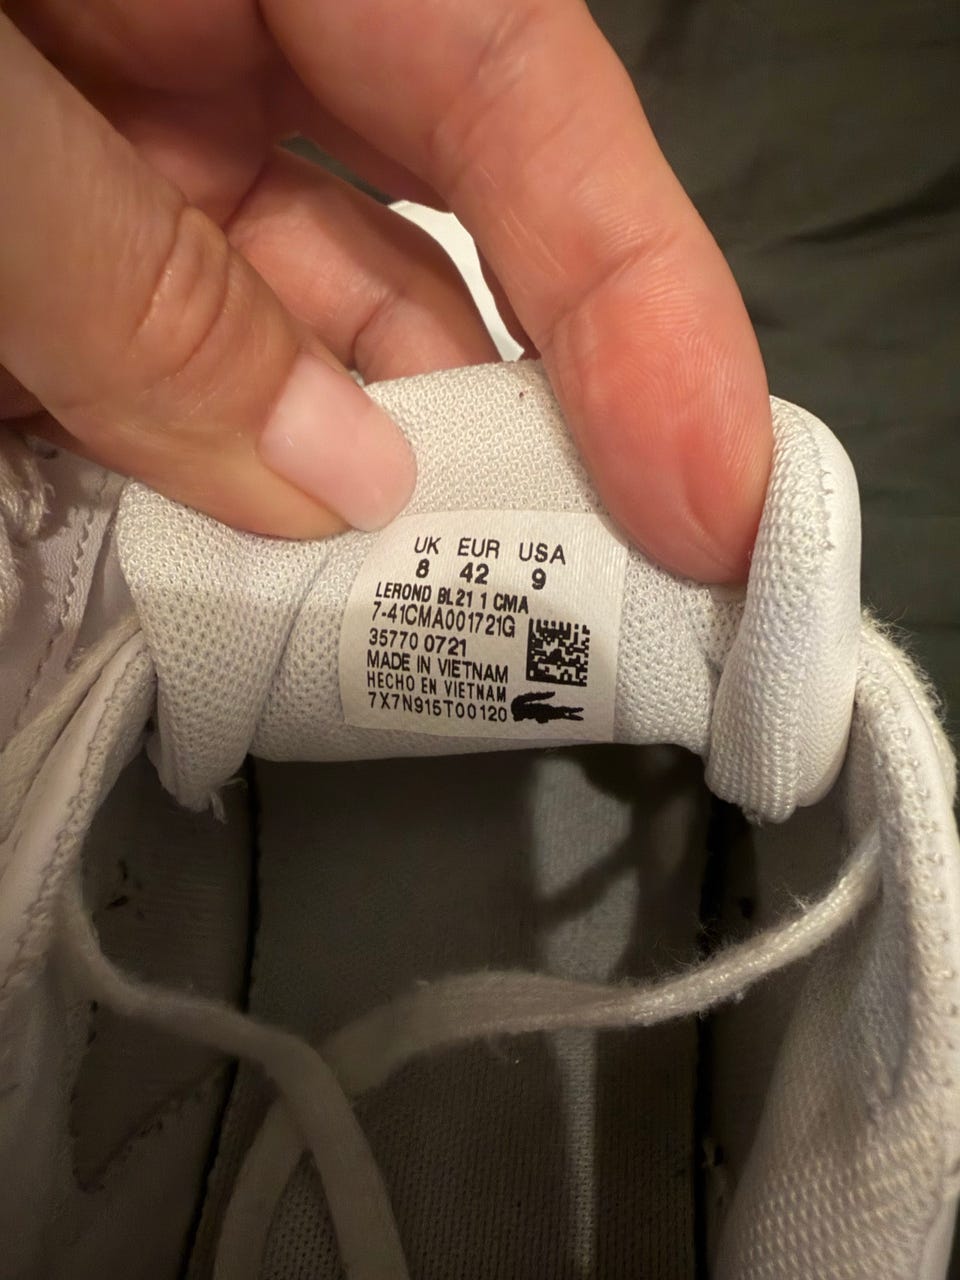 UK EUR USA
8 42 9
LEROND BL21 1 CMA
7-41CMA001721G
35770 0721
MADE IN VIETNAM
HECHO EN VIETNAM
7X7N915T00120